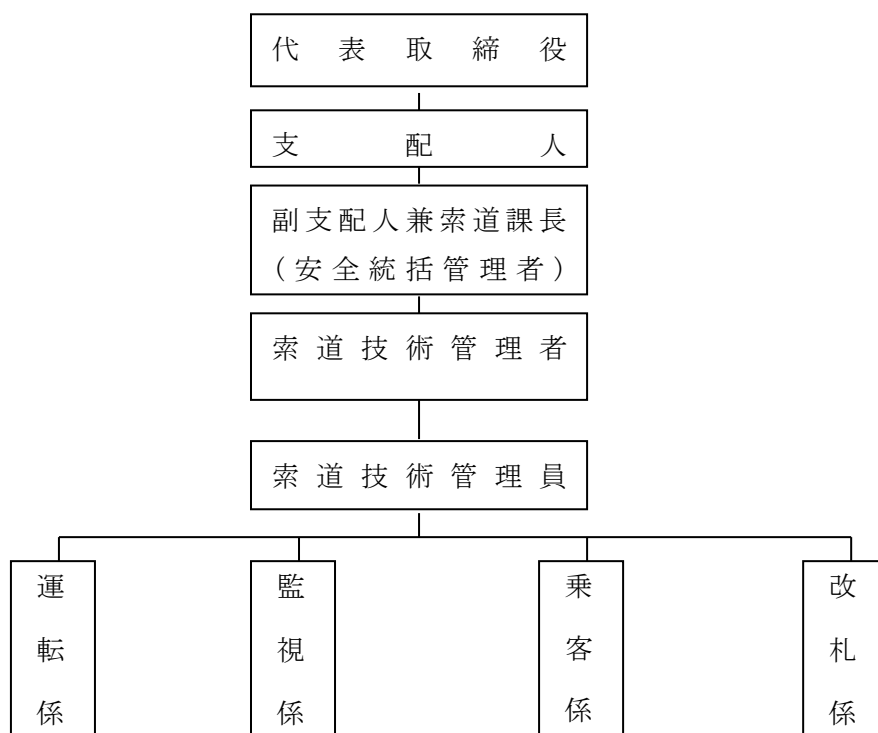 代表取締役
支配人
副支配人兼索道課長
（安全統括管理者）
索道技術管理者
索道技術管理員
運転係
監視係
乗客係
改札係